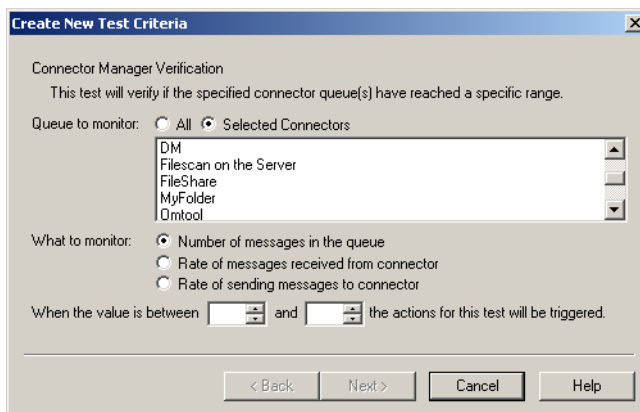 Create New Test Criteria
Connector Manager Verification
This test will verify if the specified connector queue(s) have reached a specific range.
Queue to monitor: All Selected Connectors
DM
Filescan on the Server
FileShare
MyFolder
Omtool
What to monitor: Number of messages in the queue
Rate of messages received from connector
Rate of sending messages to connector
When the value is between and the actions for this test will be triggered.
< Back Next > Cancel Help